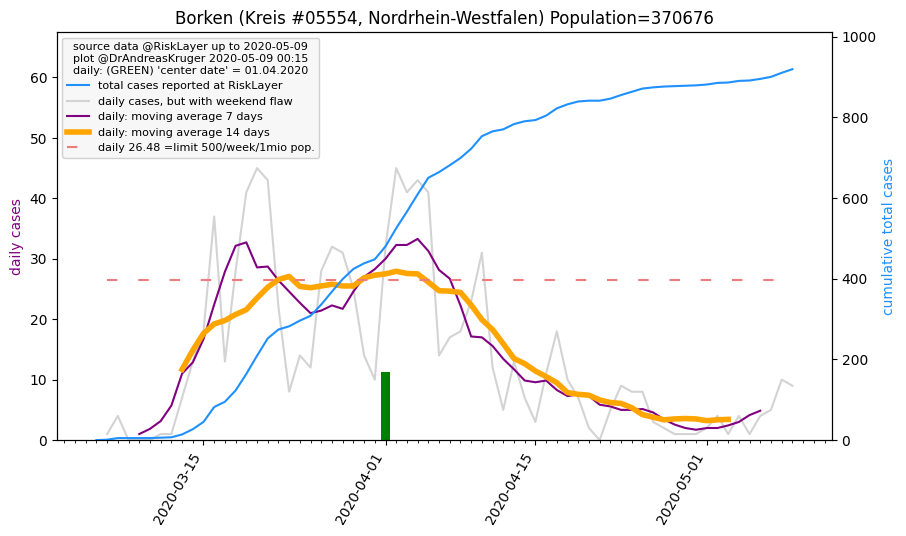 Borken (Kreis #05554, Nordrhein-Westfalen) Population=370676
source data @RiskLayer up to 2020-05-09
plot @DrAndreasKruger 2020-05-09 00:15
daily: (GREEN) 'center date' = 01.04.2020
total cases reported at RiskLayer
daily cases, but with weekend flaw
daily: moving average 7 days
daily: moving average 14 days
daily 26.48 =limit 500/week/1mio pop.
daily cases
60
50
40
30
20
10
0
1000
800
600
400
200
0
cumulative total cases
2020-03-15
2020-04-01
2020-04-15
2020-05-01